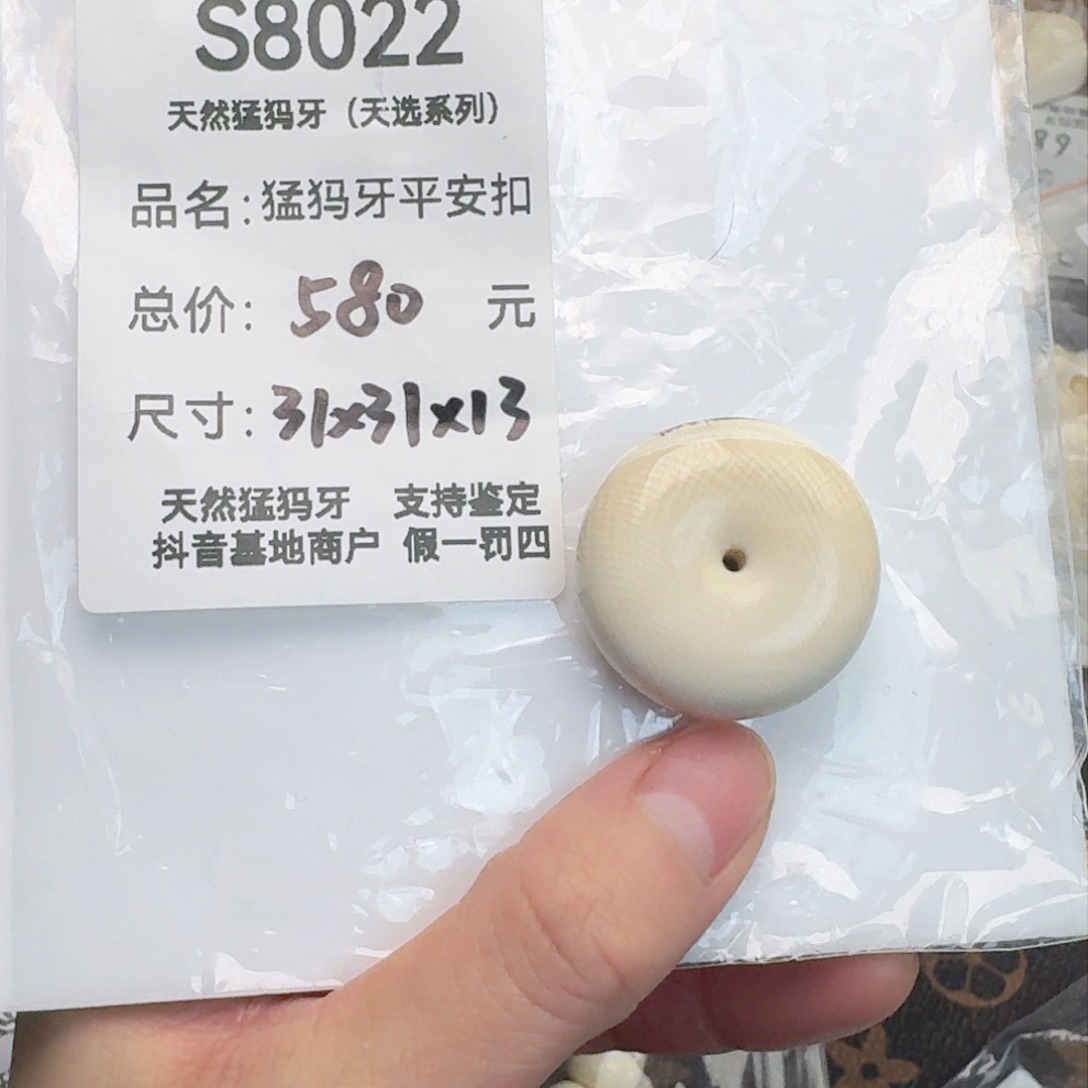 S8022
天然猛犸牙（天选系列）
品名:猛犸牙平安扣
总价: 580 元
尺寸:31x31x13
天然猛犸牙 支持鉴定
抖音基地商户 假一罚四
89